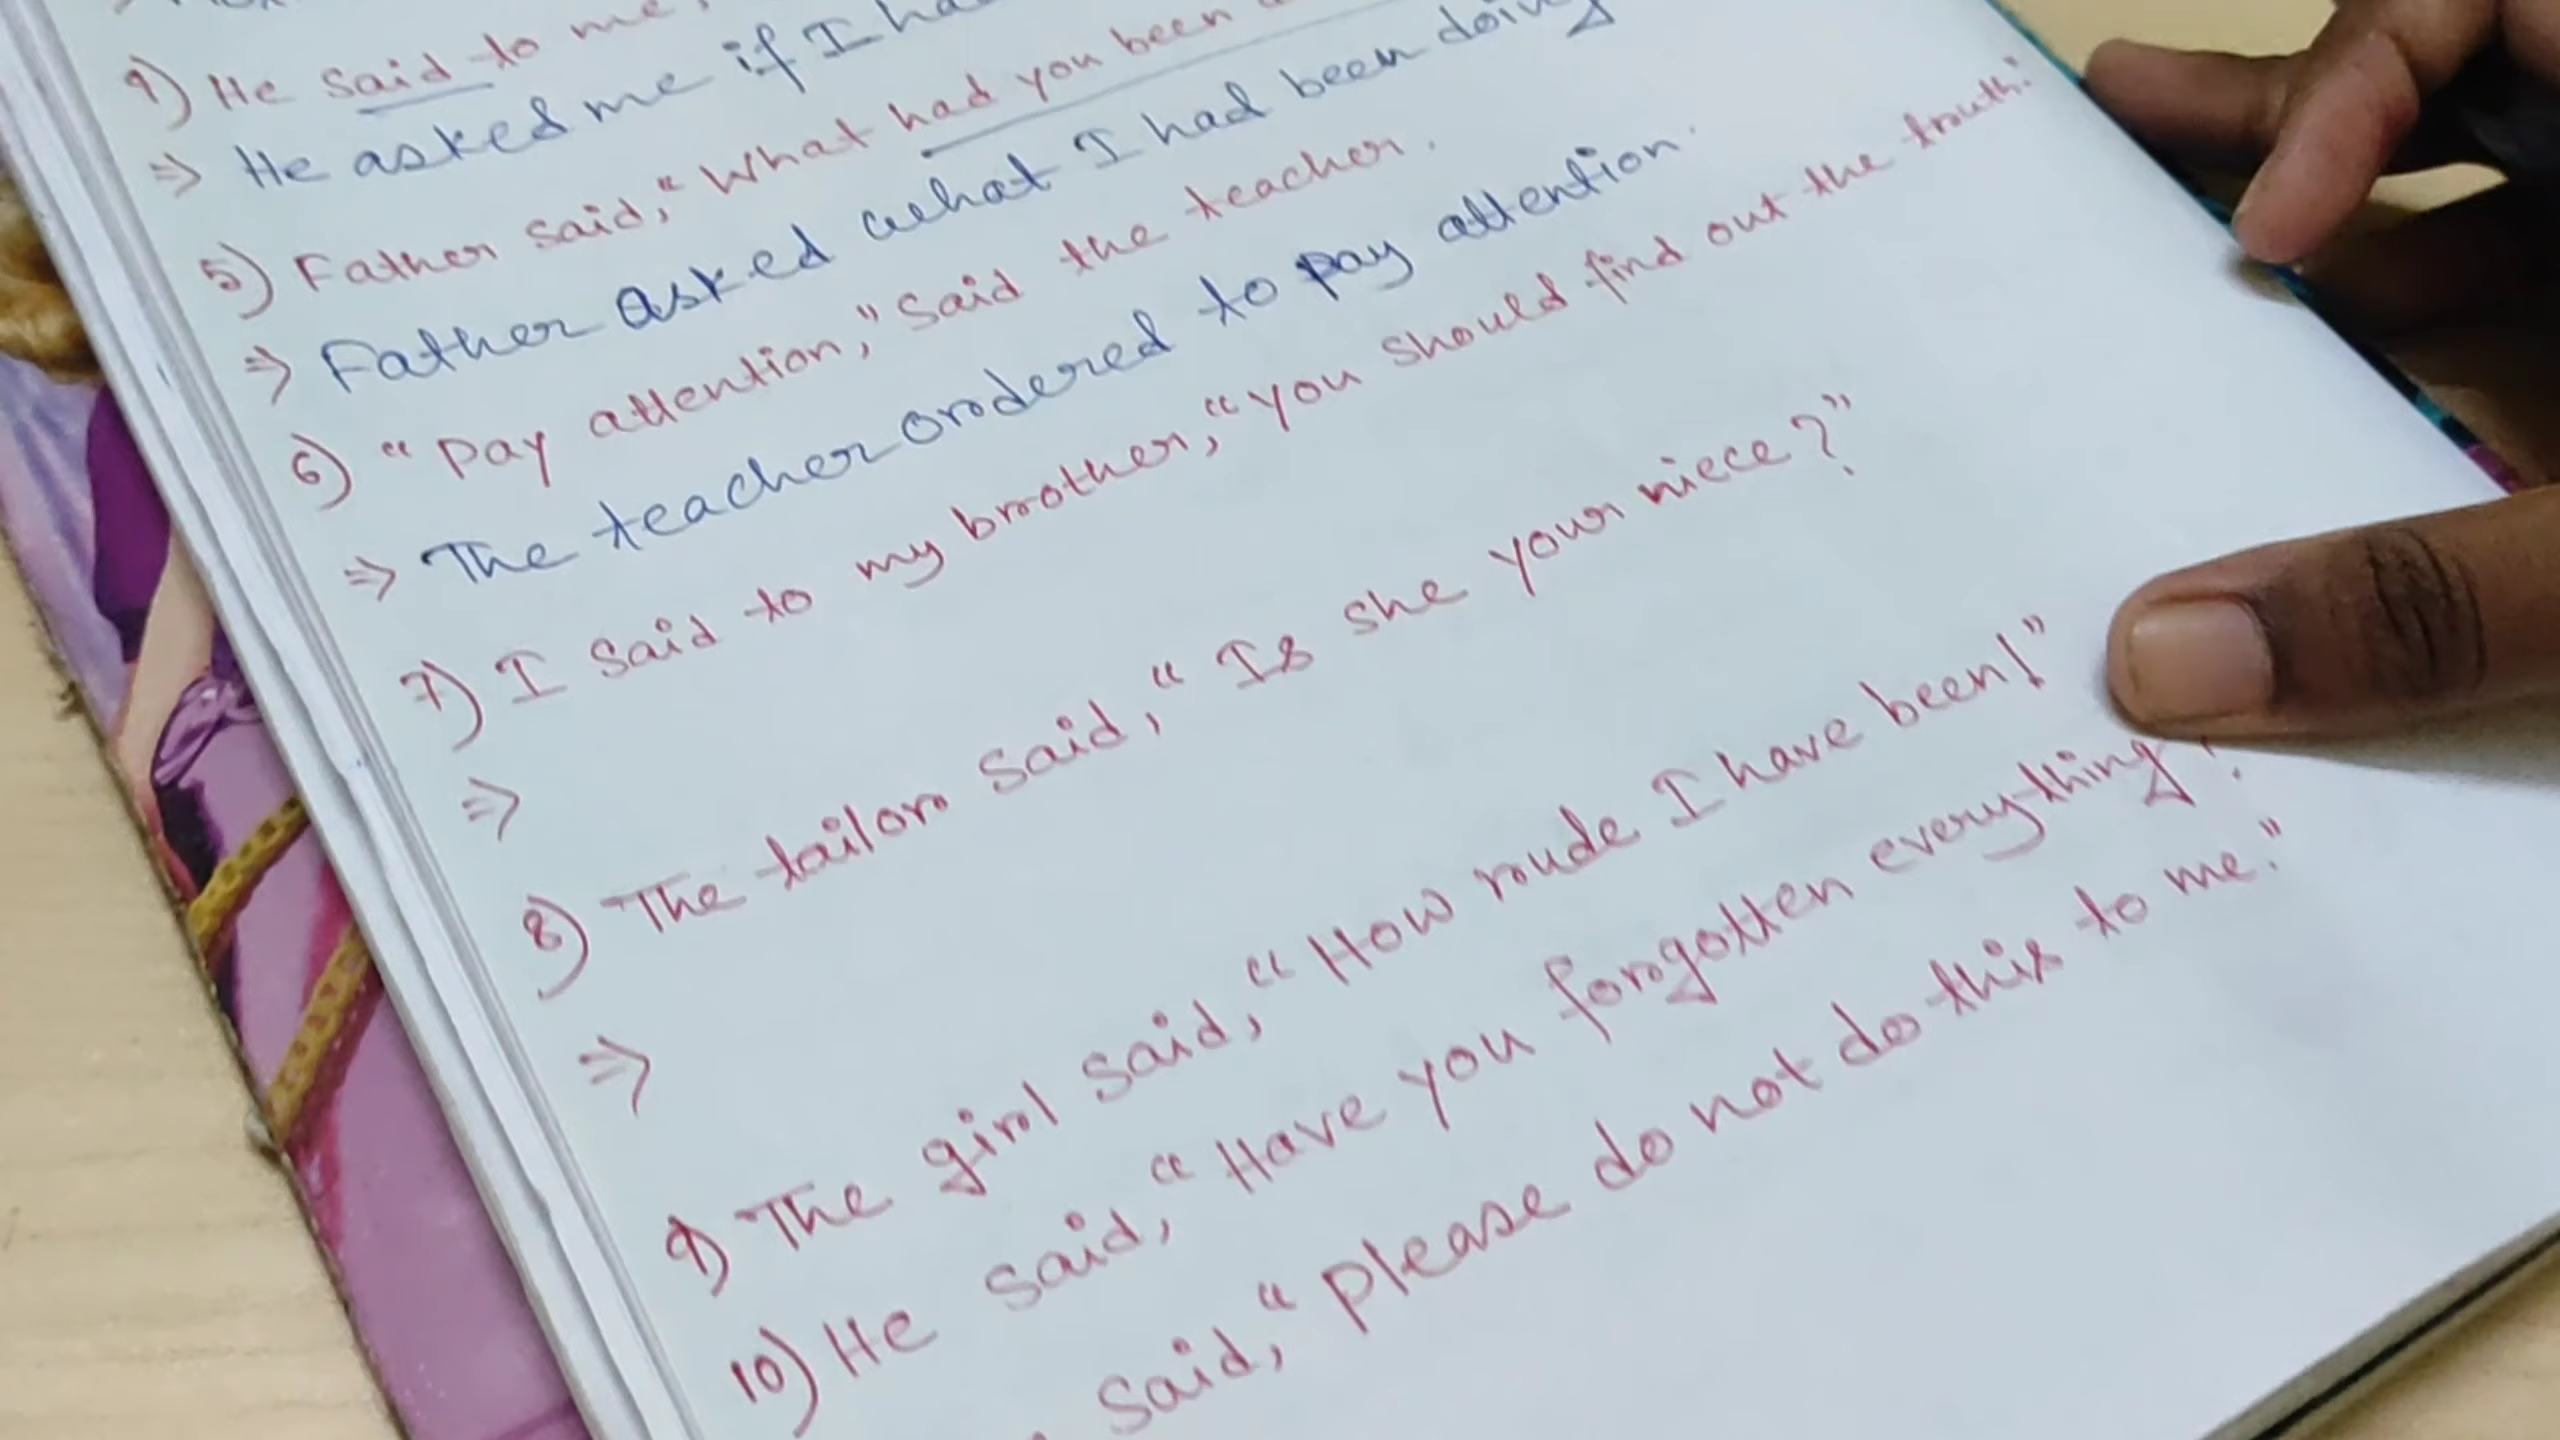 4) He said to me,
⇒ He asked me if I
5) Father said, "What had you been
⇒ Father asked what I had been doing
6) "Pay attention," said the teacher.
⇒ The teacher ordered to pay attention.
7) I said to my brother, "you should find out the truth."
⇒
8) The tailor said, "Is she your niece?"
⇒
9) The girl said, "How rude I have been!"
10) He said, "Have you forgotten everything?
said, "Please do not do this to me."